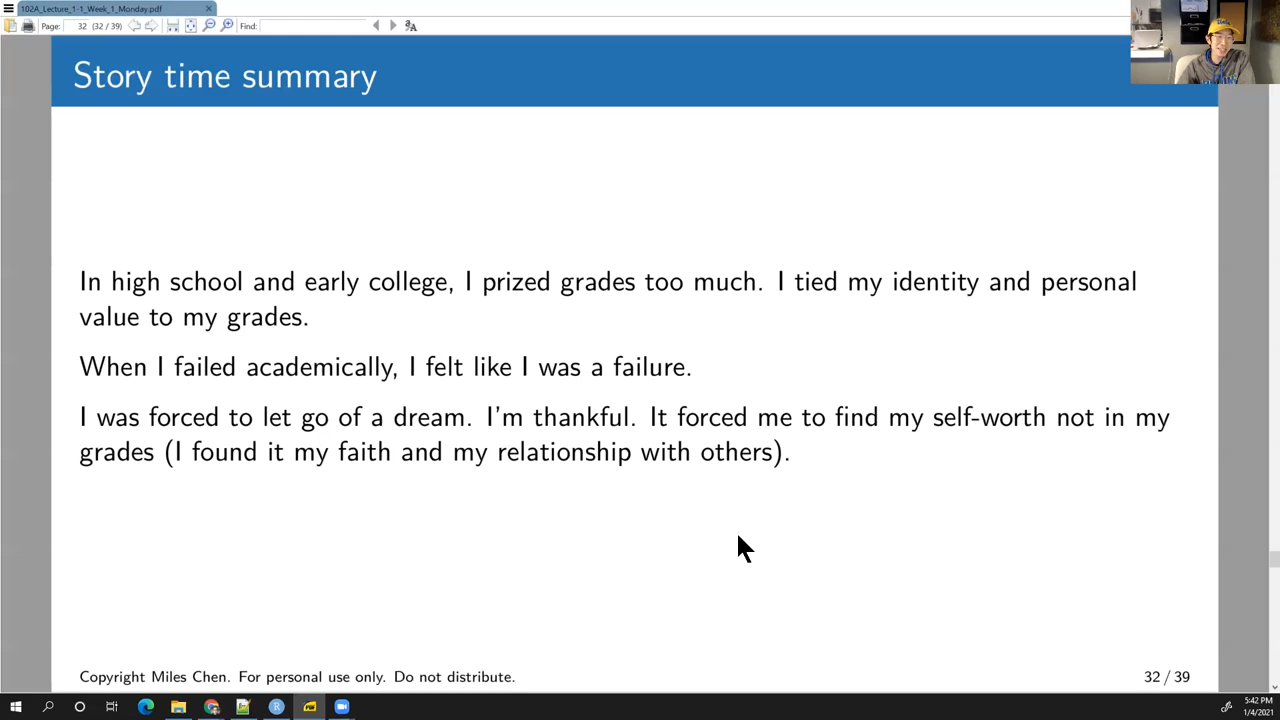 102A_Lecture_1-1_Week_1_Monday.pdf
Page: 32 (32 / 39) Find:
Story time summary
In high school and early college, I prized grades too much. I tied my identity and personal
value to my grades.
When I failed academically, I felt like I was a failure.
I was forced to let go of a dream. I'm thankful. It forced me to find my self-worth not in my
grades (I found it my faith and my relationship with others).
Copyright Miles Chen. For personal use only. Do not distribute.
32 / 39
5:42 PM
1/4/2021